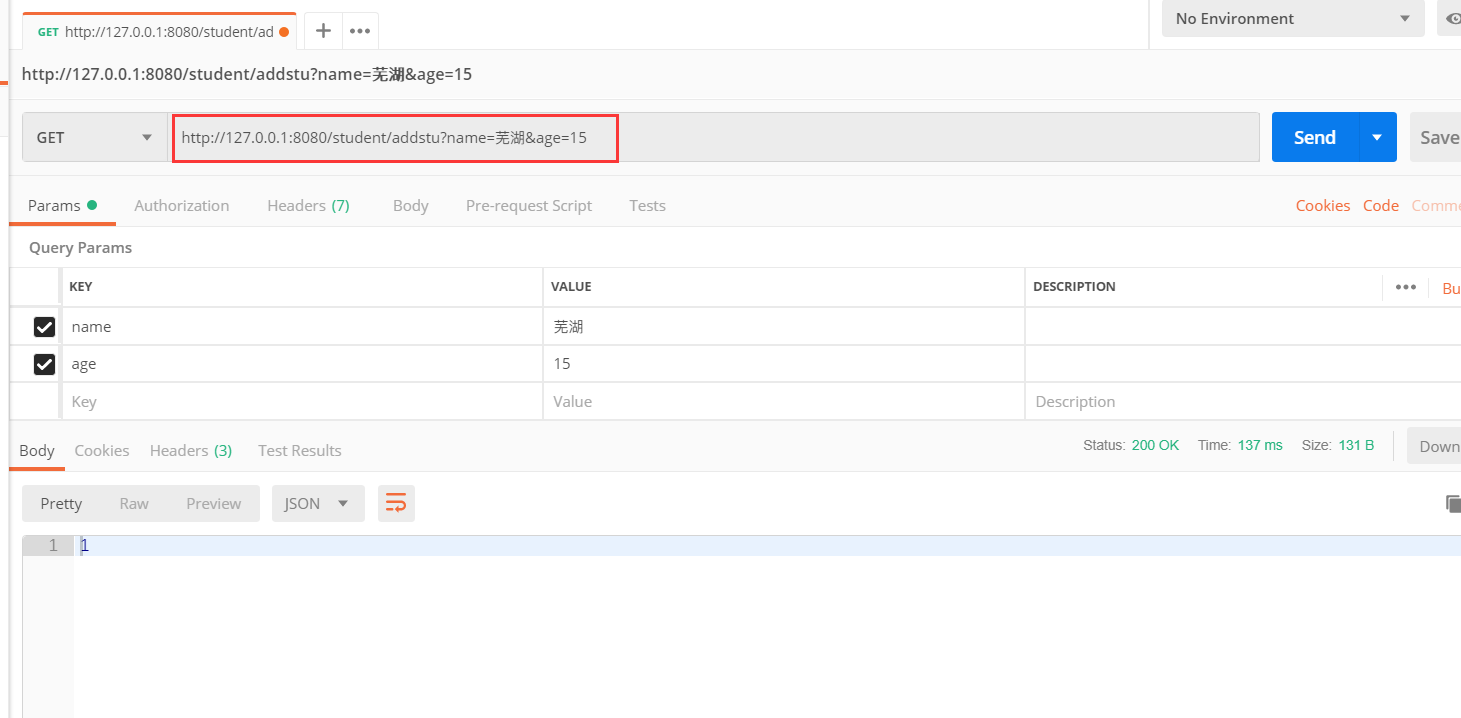 GET http://127.0.0.1:8080/student/ad
No Environment
http://127.0.0.1:8080/student/addstu?name=芜湖&age=15
GET http://127.0.0.1:8080/student/addstu?name=芜湖&age=15 Send Save
Params Authorization Headers (7) Body Pre-request Script Tests Cookies Code Comme
Query Params
KEY VALUE DESCRIPTION Bu
name 芜湖
age 15
Key Value Description
Body Cookies Headers (3) Test Results Status: 200 OK Time: 137 ms Size: 131 B Down
Pretty Raw Preview JSON
1 1